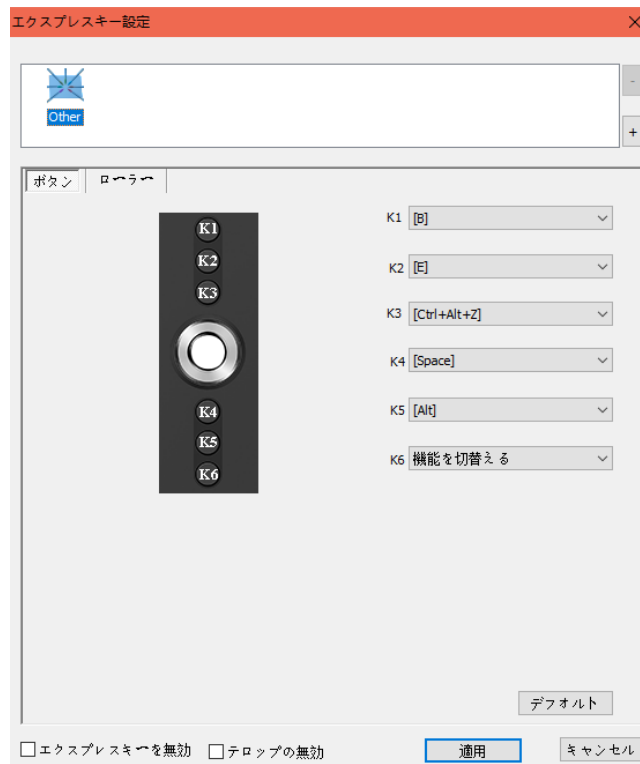 エクスプレスキー設定
×
Other
-
+
ボタン ローラー
K1
K2
K3
K4
K5
K6
K1 [B]
K2 [E]
K3 [Ctrl+Alt+Z]
K4 [Space]
K5 [Alt]
K6 機能を切替える
デフォルト
エクスプレスキーを無効 テロップの無効 適用 キャンセル